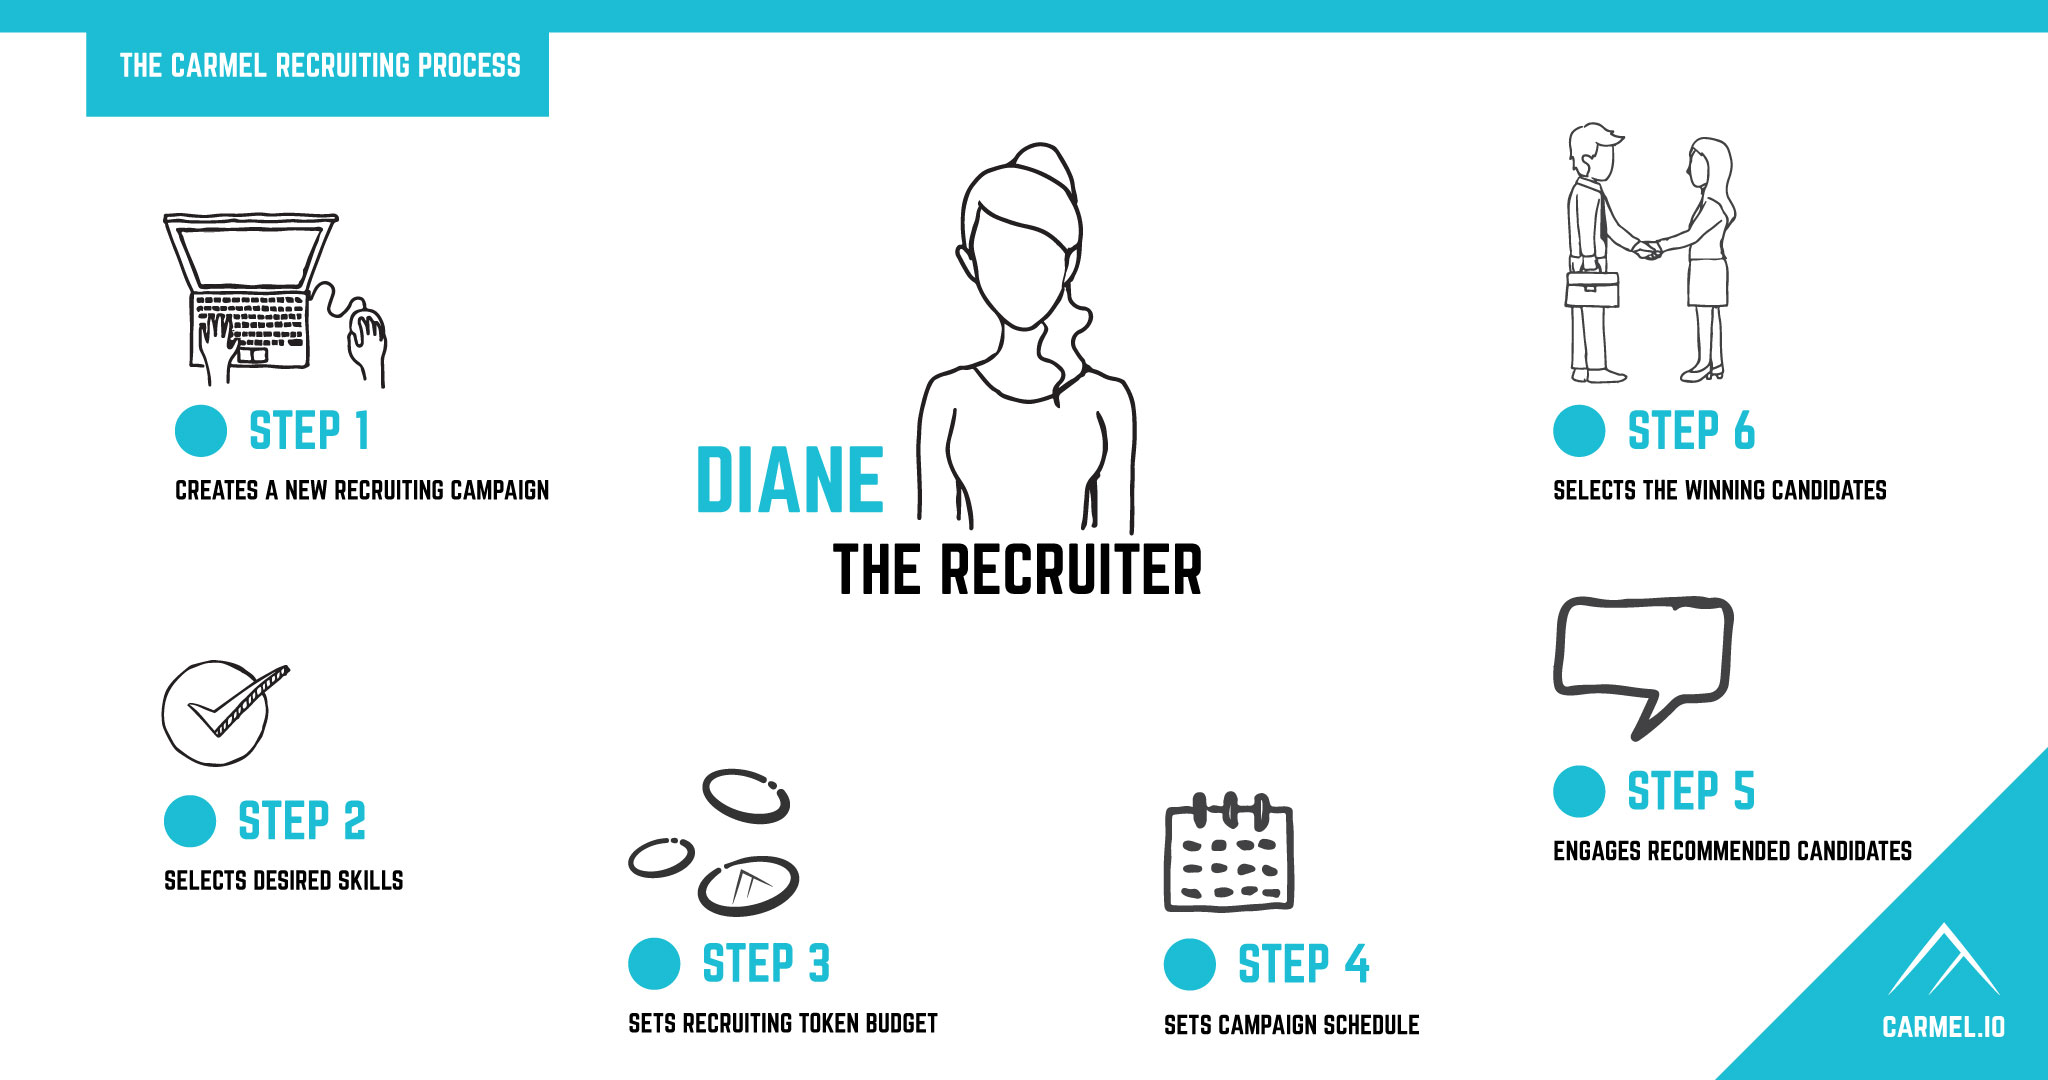 THE CARMEL RECRUITING PROCESS
DIANE
THE RECRUITER
STEP 1
CREATES A NEW RECRUITING CAMPAIGN
STEP 2
SELECTS DESIRED SKILLS
STEP 3
SETS RECRUITING TOKEN BUDGET
STEP 4
SETS CAMPAIGN SCHEDULE
STEP 5
ENGAGES RECOMMENDED CANDIDATES
STEP 6
SELECTS THE WINNING CANDIDATES
CARMEL.IO